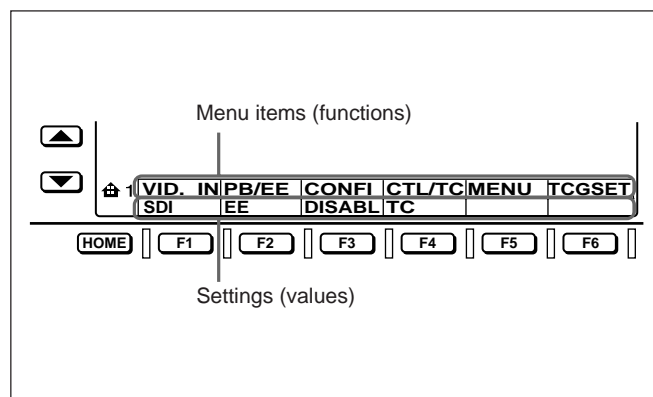 Menu items (functions)
1 VID. IN PB/EE CONFI CTL/TC MENU TCGSET
SDI EE DISABL TC
HOME F1 F2 F3 F4 F5 F6
Settings (values)